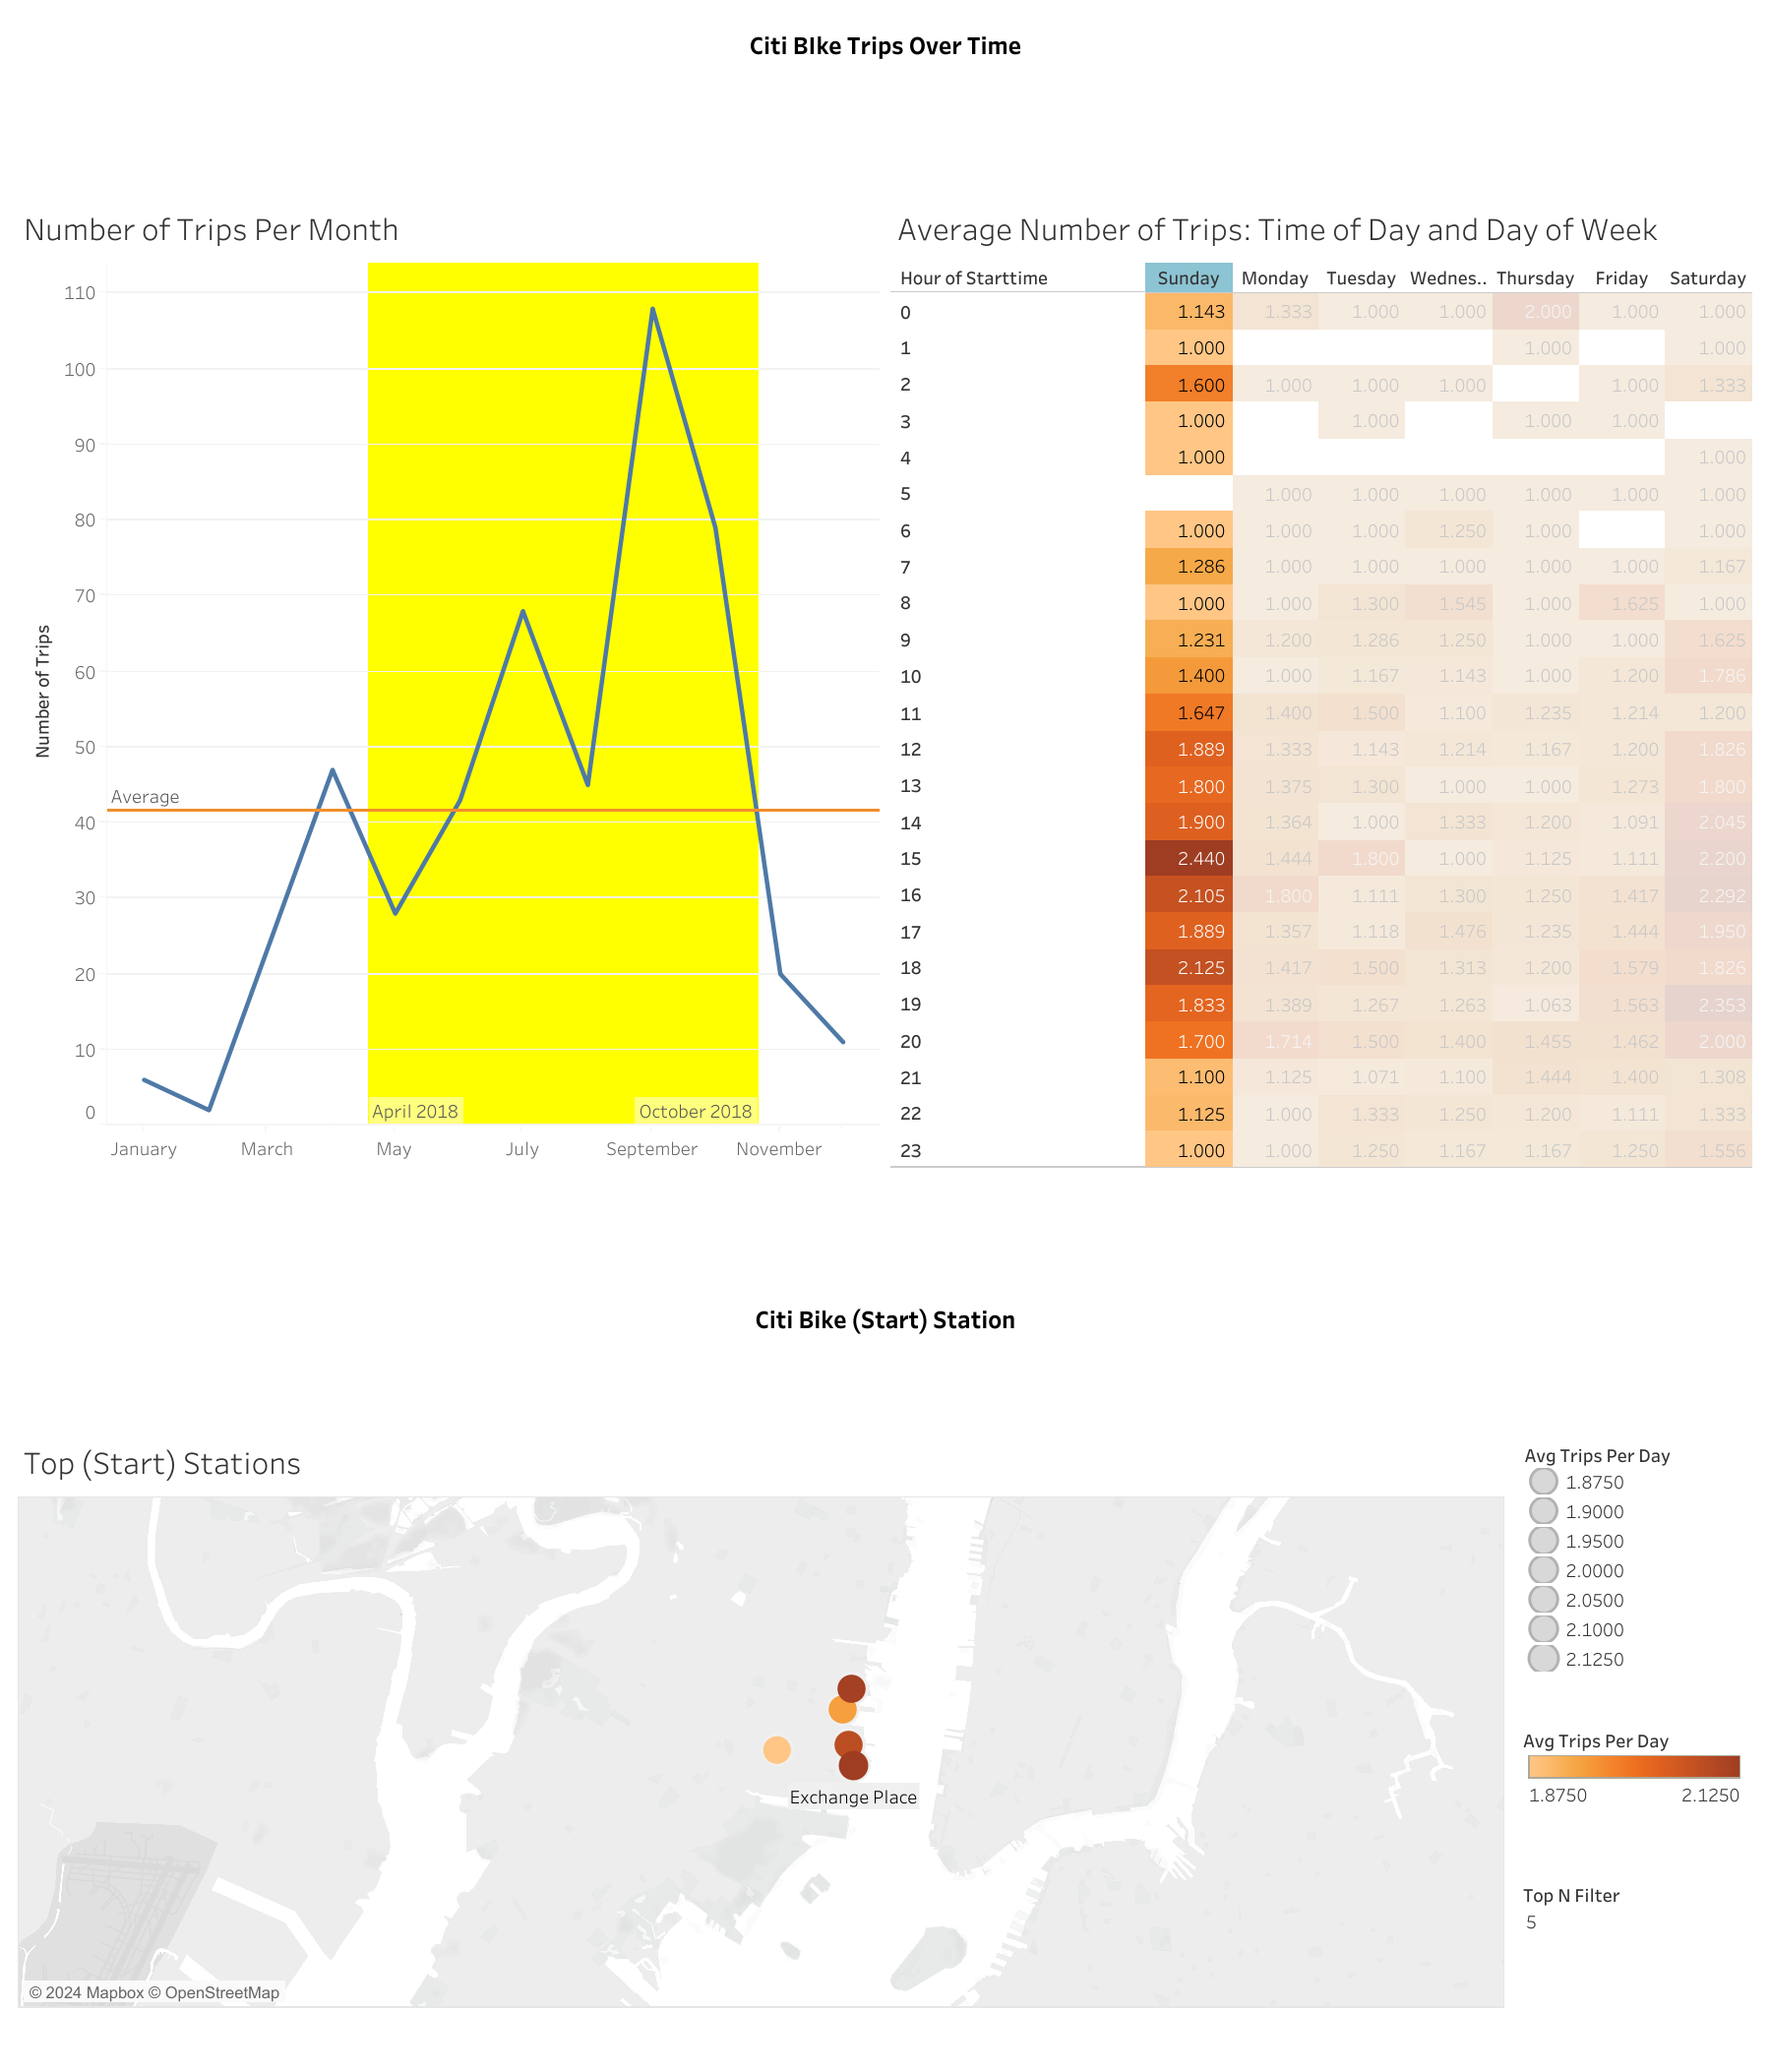 Citi BIke Trips Over Time
Number of Trips Per Month
Number of Trips
110
100
90
80
70
60
50
40
30
20
10
0
Average
April 2018 October 2018
January March May July September November
Average Number of Trips: Time of Day and Day of Week
Hour of Starttime Sunday Monday Tuesday Wednes.. Thursday Friday Saturday
0 1.143 1.333 1.000 1.000 2.000 1.000 1.000
1 1.000 1.000 1.000
2 1.600 1.000 1.000 1.000 1.000 1.333
3 1.000 1.000 1.000 1.000
4 1.000 1.000
5 1.000 1.000 1.000 1.000 1.000 1.000
6 1.000 1.000 1.000 1.250 1.000 1.000
7 1.286 1.000 1.000 1.000 1.000 1.000 1.167
8 1.000 1.000 1.300 1.545 1.000 1.625 1.000
9 1.231 1.200 1.286 1.250 1.000 1.000 1.625
10 1.400 1.000 1.167 1.143 1.000 1.200 1.786
11 1.647 1.400 1.500 1.100 1.235 1.214 1.200
12 1.889 1.333 1.143 1.214 1.167 1.200 1.826
13 1.800 1.375 1.300 1.000 1.000 1.273 1.800
14 1.900 1.364 1.000 1.333 1.200 1.091 2.045
15 2.440 1.444 1.800 1.000 1.125 1.111 2.200
16 2.105 1.800 1.111 1.300 1.250 1.417 2.292
17 1.889 1.357 1.118 1.476 1.235 1.444 1.950
18 2.125 1.417 1.500 1.313 1.200 1.579 1.826
19 1.833 1.389 1.267 1.263 1.063 1.563 2.353
20 1.700 1.714 1.500 1.400 1.455 1.462 2.000
21 1.100 1.125 1.071 1.100 1.444 1.400 1.308
22 1.125 1.000 1.333 1.250 1.200 1.111 1.333
23 1.000 1.000 1.250 1.167 1.167 1.250 1.556
Citi Bike (Start) Station
Top (Start) Stations
Exchange Place
© 2024 Mapbox © OpenStreetMap
Avg Trips Per Day
1.8750
1.9000
1.9500
2.0000
2.0500
2.1000
2.1250
Avg Trips Per Day
1.8750 2.1250
Top N Filter
5